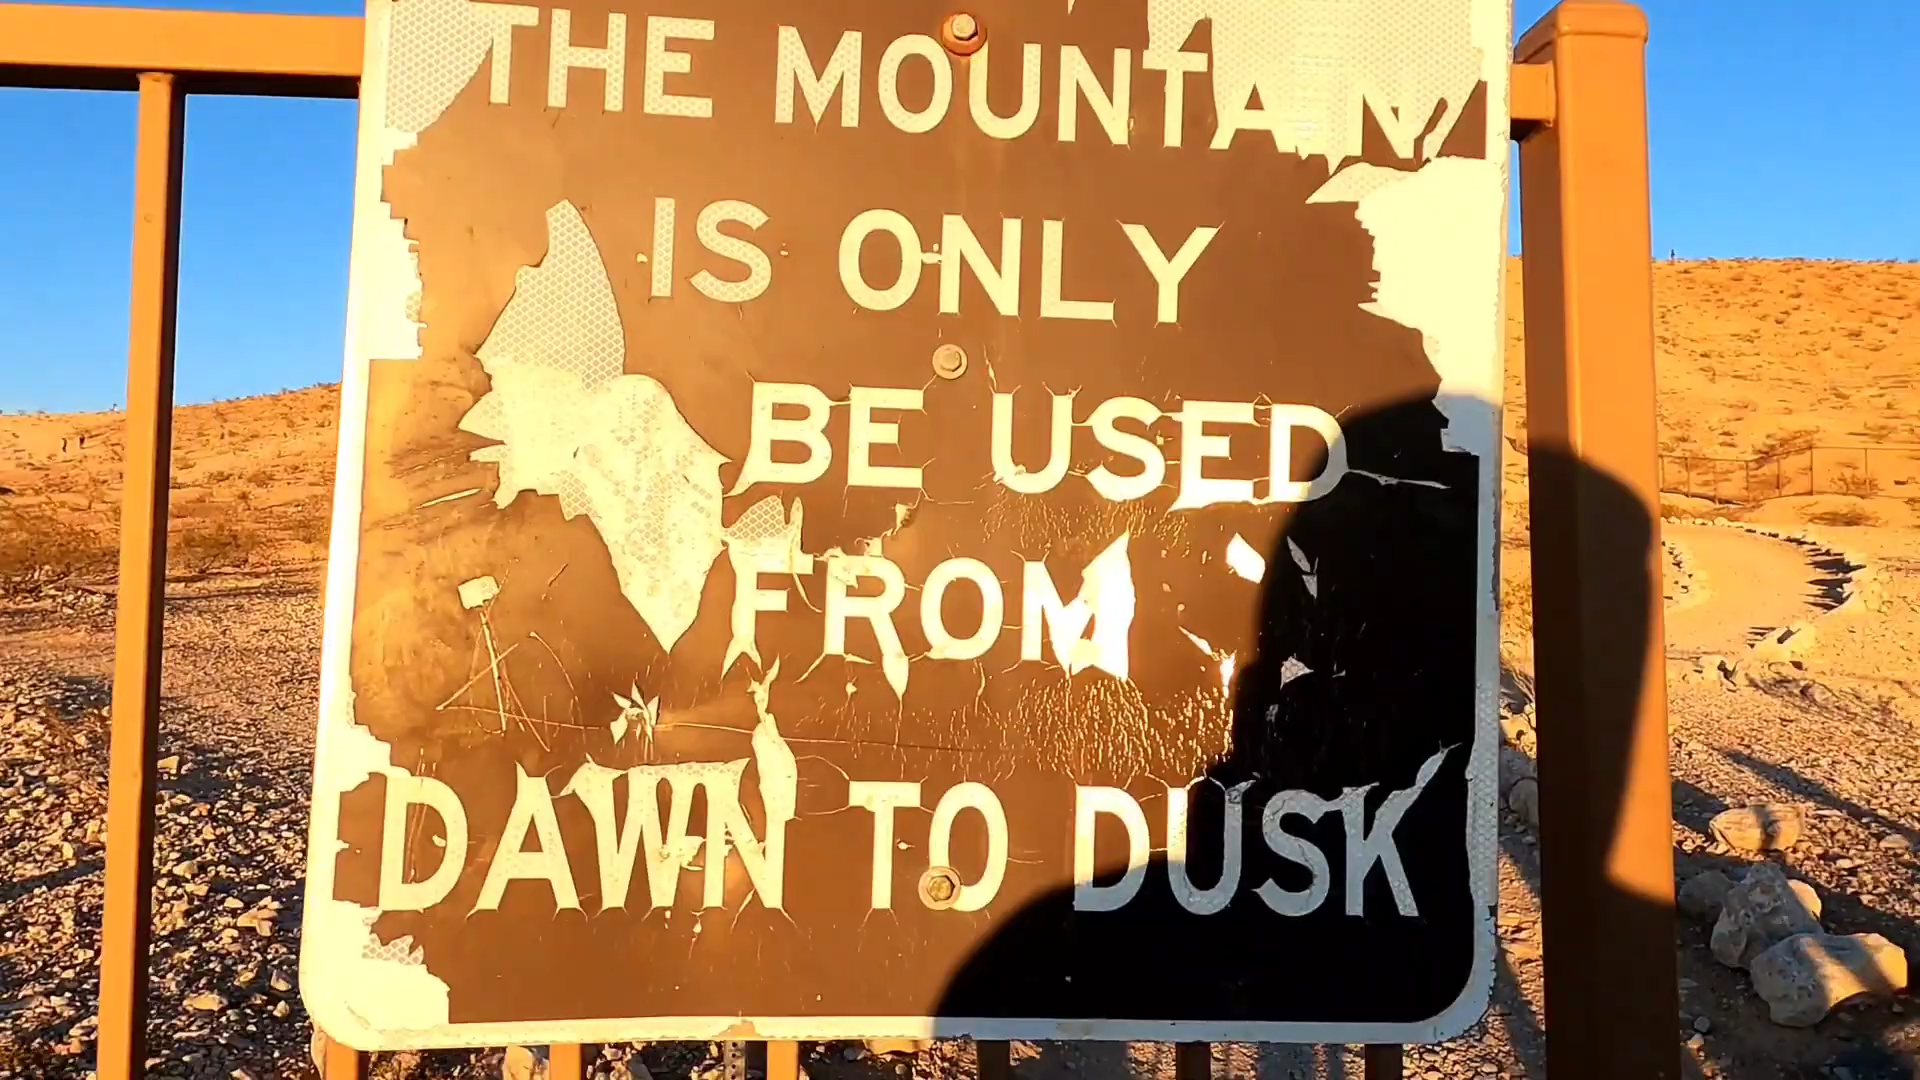 THE MOUNTAIN
IS ONLY
BE USED
FROM
DAWN TO DUSK